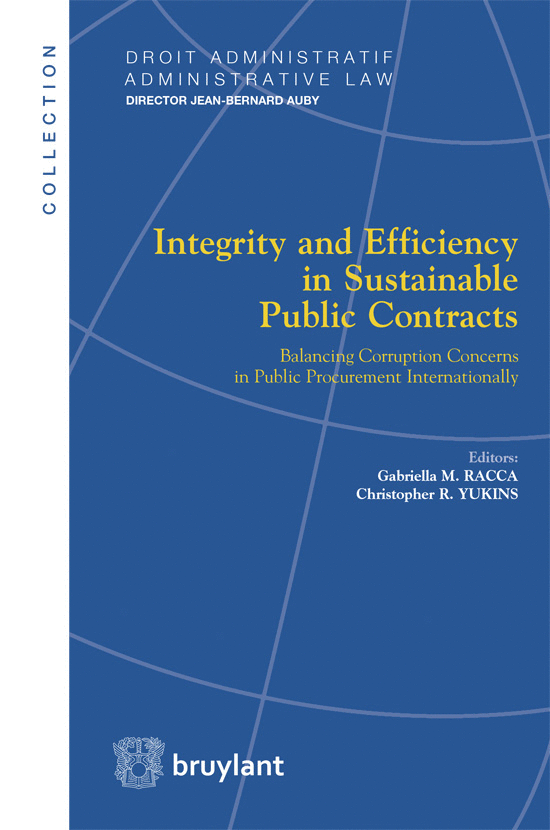 COLLECTION
DROIT ADMINISTRATIF
ADMINISTRATIVE LAW
DIRECTOR JEAN-BERNARD AUBY
Integrity and Efficiency
in Sustainable
Public Contracts
Balancing Corruption Concerns
in Public Procurement Internationally
Editors:
Gabriella M. RACCA
Christopher R. YUKINS
bruylant